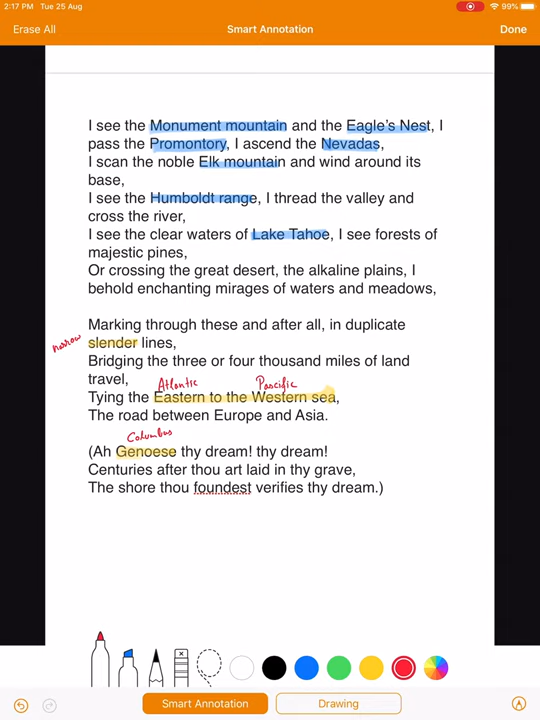 2:17 PM Tue 25 Aug 99%
Erase All Smart Annotation Done
I see the Monument mountain and the Eagle's Nest, I
pass the Promontory, I ascend the Nevadas,
I scan the noble Elk mountain and wind around its
base,
I see the Humboldt range, I thread the valley and
cross the river,
I see the clear waters of Lake Tahoe, I see forests of
majestic pines,
Or crossing the great desert, the alkaline plains, I
behold enchanting mirages of waters and meadows,
Marking through these and after all, in duplicate
narrow slender lines,
Bridging the three or four thousand miles of land
travel,
Atlantic Pascific
Tying the Eastern to the Western sea,
The road between Europe and Asia.
Columbus
(Ah Genoese thy dream! thy dream!
Centuries after thou art laid in thy grave,
The shore thou foundest verifies thy dream.)
Smart Annotation Drawing